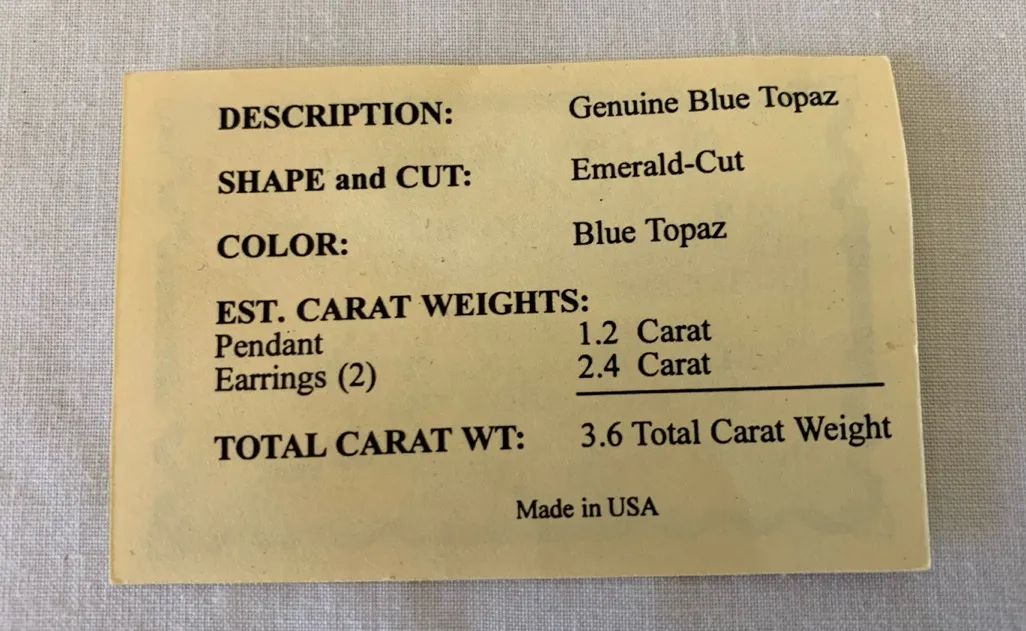 DESCRIPTION: Genuine Blue Topaz
SHAPE and CUT: Emerald-Cut
COLOR: Blue Topaz
EST. CARAT WEIGHTS:
Pendant 1.2 Carat
Earrings (2) 2.4 Carat
TOTAL CARAT WT: 3.6 Total Carat Weight
Made in USA